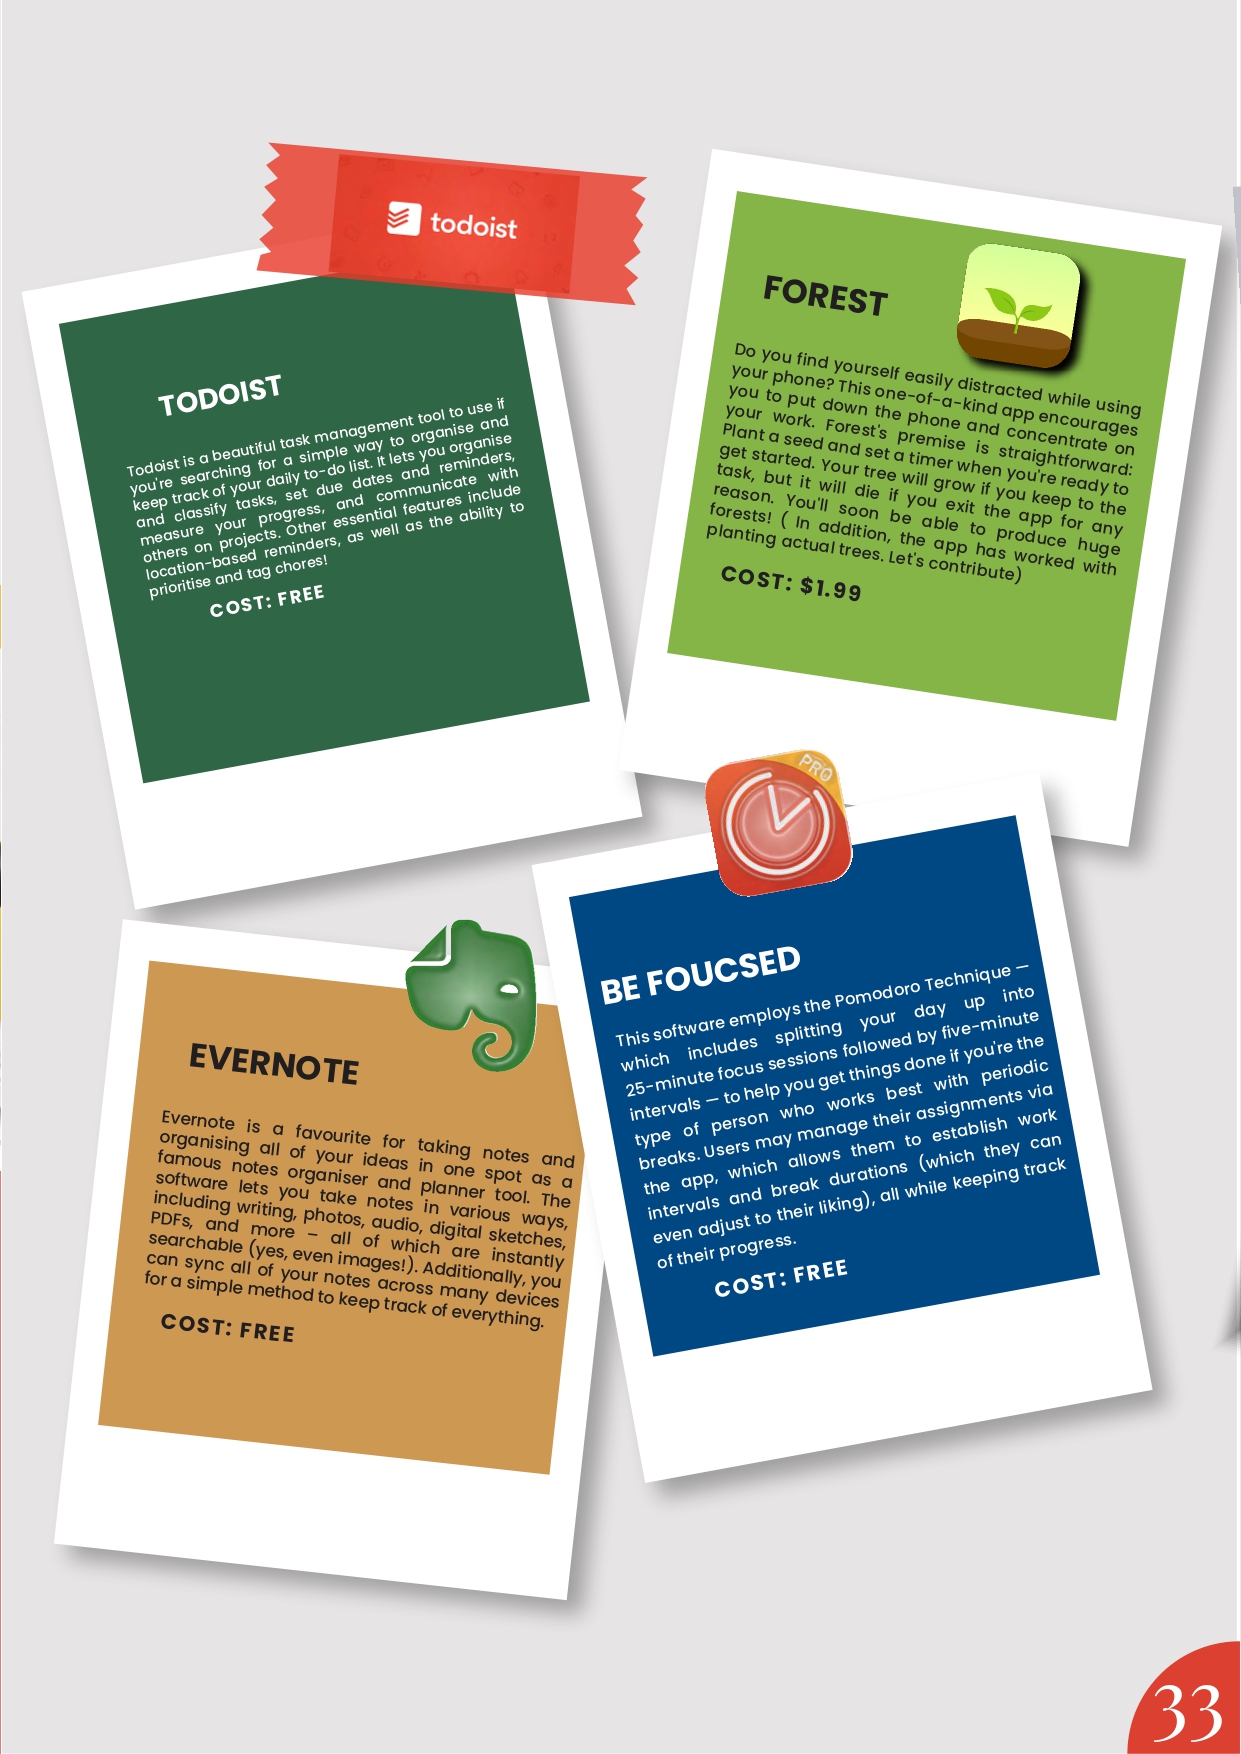 todoist
TODOIST
Todoist is a beautiful task management tool to use if
you're searching for a simple way to organise and
keep track of your daily to-do list. It lets you organise
and classify tasks, set due dates and reminders,
measure your progress, and communicate with
others on projects. Other essential features include
location-based reminders, as well as the ability to
prioritise and tag chores!
COST: FREE
FOREST
Do you find yourself easily distracted while using
your phone? This one-of-a-kind app encourages
you to put down the phone and concentrate on
your work. Forest's premise is straightforward:
Plant a seed and set a timer when you're ready to
get started. Your tree will grow if you keep to the
task, but it will die if you exit the app for any
reason. You'll soon be able to produce huge
forests! ( In addition, the app has worked with
planting actual trees. Let's contribute)
COST: $1.99
EVERNOTE
Evernote is a favourite for taking notes and
organising all of your ideas in one spot as a
famous notes organiser and planner tool. The
software lets you take notes in various ways,
including writing, photos, audio, digital sketches,
PDFs, and more – all of which are instantly
searchable (yes, even images!). Additionally, you
can sync all of your notes across many devices
for a simple method to keep track of everything.
COST: FREE
PRO
BE FOUCSED
This software employs the Pomodoro Technique —
which includes splitting your day up into
25-minute focus sessions followed by five-minute
intervals — to help you get things done if you're the
type of person who works best with periodic
breaks. Users may manage their assignments via
the app, which allows them to establish work
intervals and break durations (which they can
even adjust to their liking), all while keeping track
of their progress.
COST: FREE
33